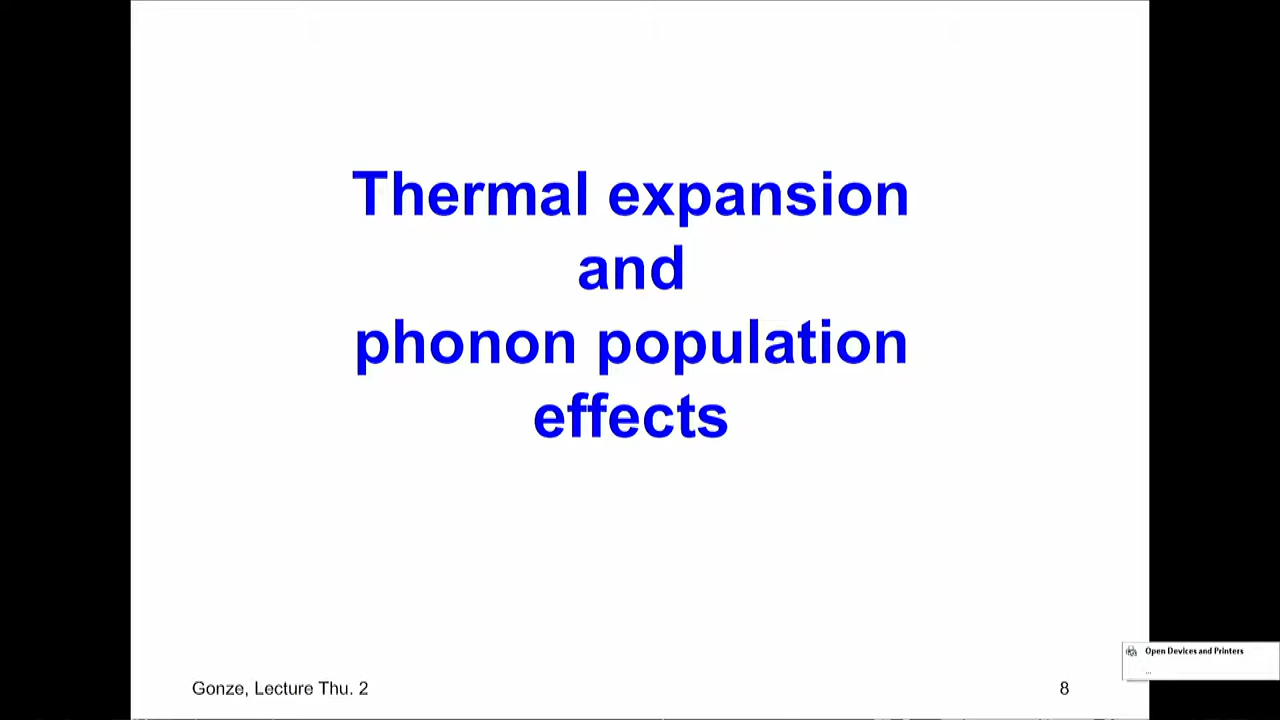 Thermal expansion
and
phonon population
effects
Open Devices and Printers
...
Gonze, Lecture Thu. 2
8